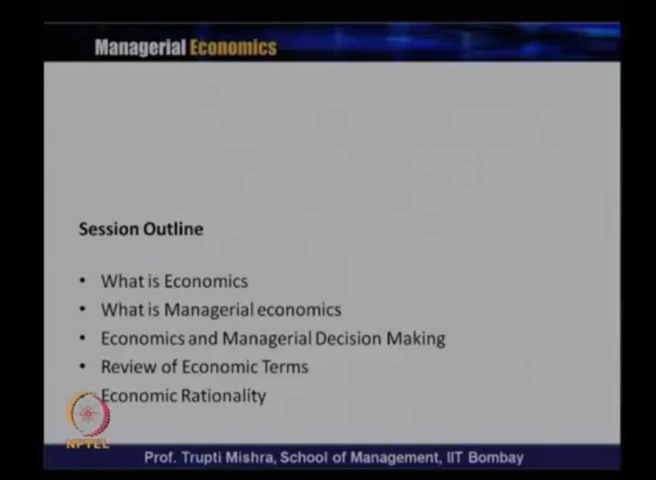 Managerial Economics
Session Outline
• What is Economics
• What is Managerial economics
• Economics and Managerial Decision Making
• Review of Economic Terms
Economic Rationality
NPTEL
Prof. Trupti Mishra, School of Management, IIT Bombay